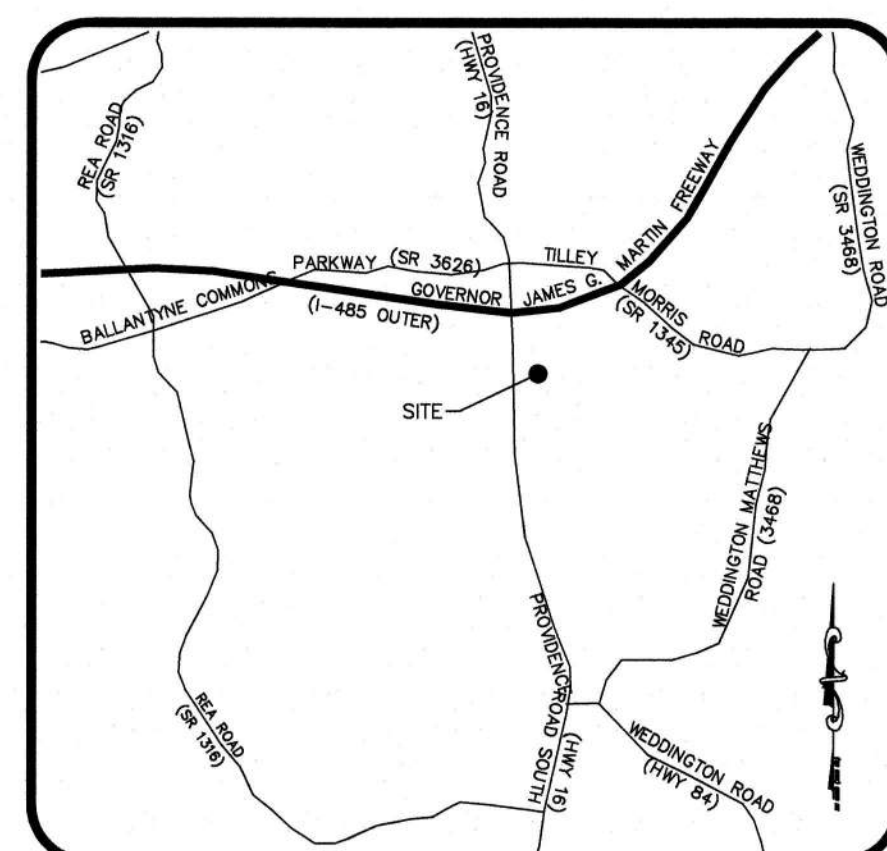 REA ROAD
(SR 1316)
PROVIDENCE ROAD
(HWY 16)
WEDDINGTON ROAD
(SR 3468)
BALLANTYNE COMMONS PARKWAY (SR 3626)
TILLEY MORRIS ROAD
(SR 1345)
GOVERNOR JAMES G. MARTIN FREEWAY
(I-485 OUTER)
SITE
WEDDINGTON MATTHEWS
ROAD (3468)
PROVIDENCE ROAD SOUTH
(HWY 16)
REA ROAD
(SR 1316)
WEDDINGTON ROAD
(HWY 84)